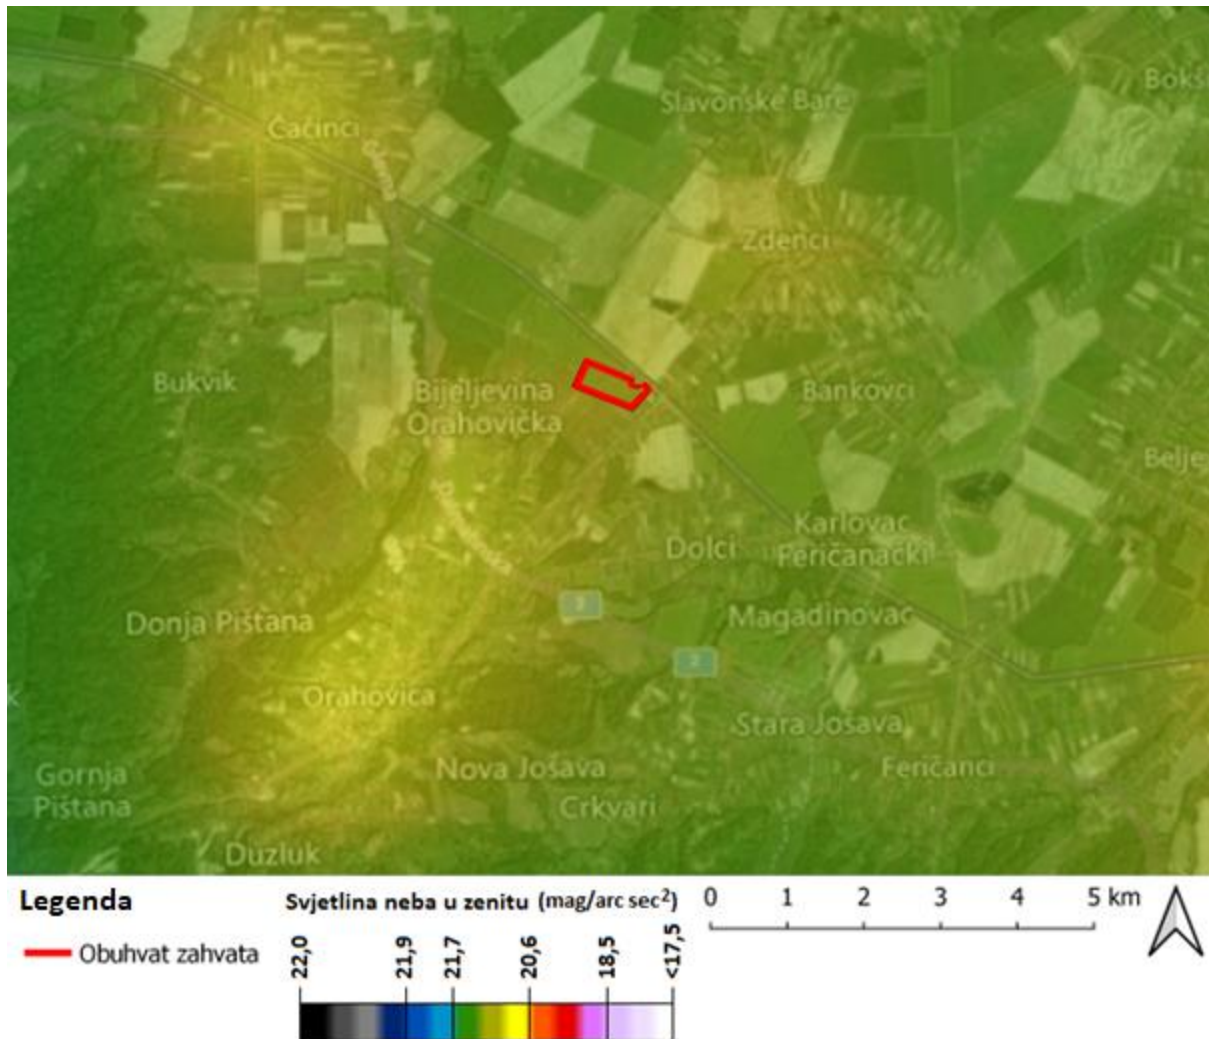 Bokš
Slavonske Bare
Čačinci
Zdenci
Bukvik
Bijeljevina
Orahovička
Bankovci
Belje
Karlovac
Feričanački
Dolci
2
Donja Pištana
Magadinovac
2
Orahovica
Stara Jošava
Nova Jošava
Feričanci
Gornja
Pištana
Crkvari
Duzluk
Legenda
Obuhvat zahvata
Svjetlina neba u zenitu (mag/arc sec²)
22,0 21,9 21,7 20,6 18,5 <17,5
0 1 2 3 4 5 km